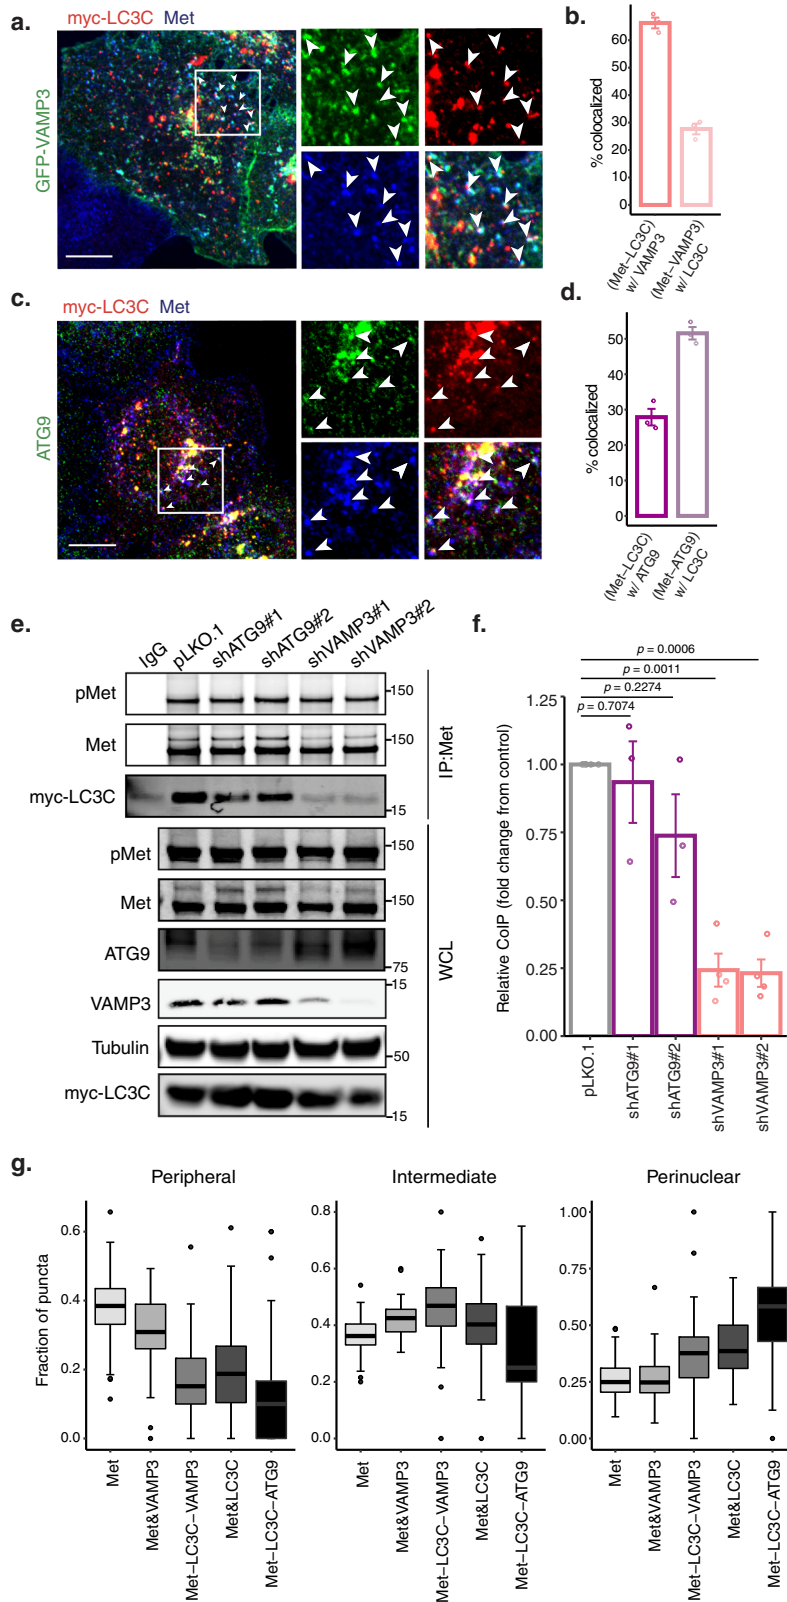 a.
myc-LC3C Met
GFP-VAMP3
b.
% colocalized
60
50
40
30
20
10
0
(Met–LC3C) w/ VAMP3
(Met–VAMP3) w/ LC3C
c.
myc-LC3C Met
ATG9
d.
% colocalized
50
40
30
20
10
0
(Met–LC3C) w/ ATG9
(Met–ATG9) w/ LC3C
e.
IgG
pLKO.1
shATG9#1
shATG9#2
shVAMP3#1
shVAMP3#2
pMet
150
Met
150
myc-LC3C
15
IP:Met
pMet
150
Met
150
ATG9
75
VAMP3
15
Tubulin
50
myc-LC3C
15
WCL
f.
p = 0.0006
p = 0.0011
p = 0.2274
p = 0.7074
Relative CoIP (fold change from control)
1.25
1.00
0.75
0.50
0.25
0.00
pLKO.1
shATG9#1
shATG9#2
shVAMP3#1
shVAMP3#2
g.
Peripheral
Intermediate
Perinuclear
Fraction of puncta
0.6
0.4
0.2
0.0
0.8
0.6
0.4
0.2
0.0
1.00
0.75
0.50
0.25
0.00
Met
Met&VAMP3
Met–LC3C–VAMP3
Met&LC3C
Met–LC3C–ATG9
Met
Met&VAMP3
Met–LC3C–VAMP3
Met&LC3C
Met–LC3C–ATG9
Met
Met&VAMP3
Met–LC3C–VAMP3
Met&LC3C
Met–LC3C–ATG9